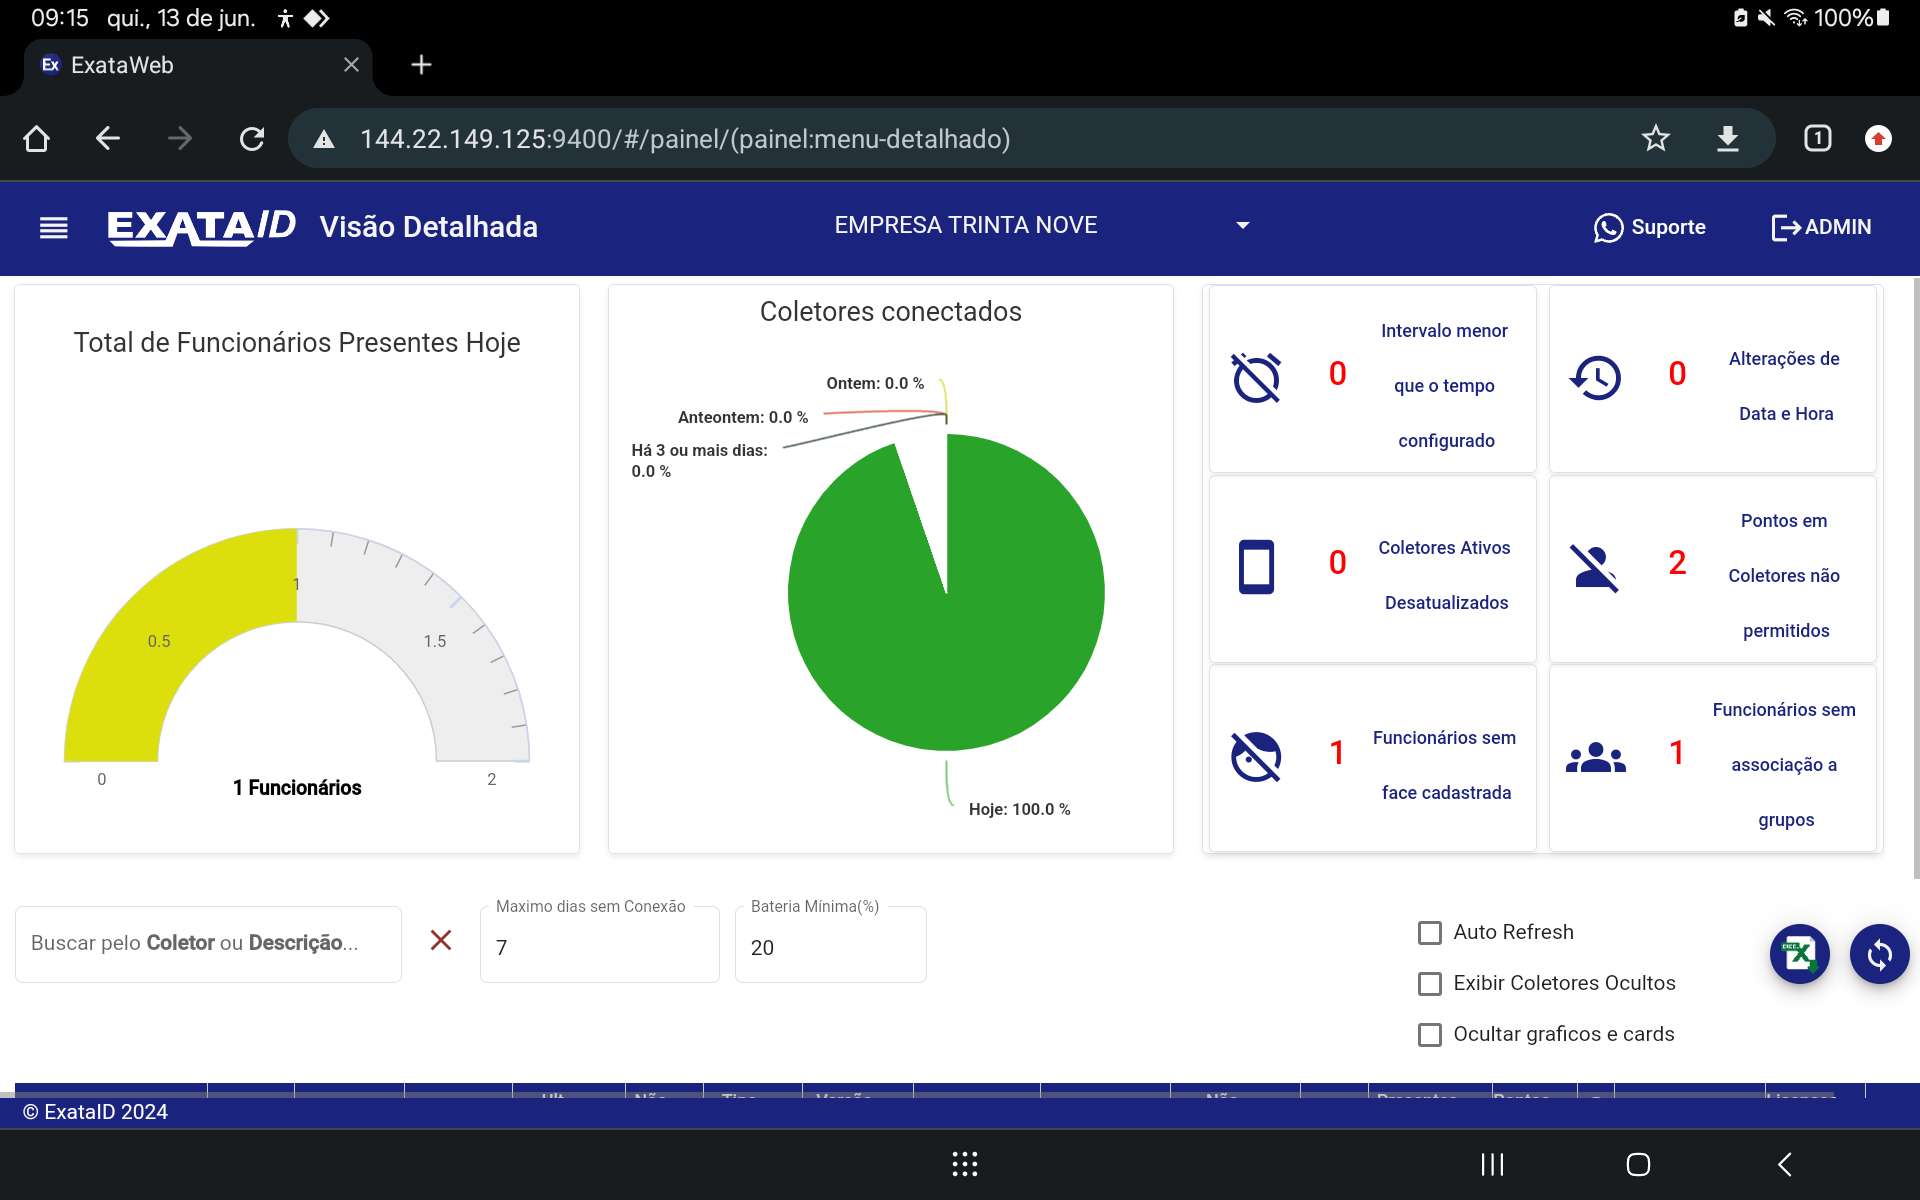 09:15 qui., 13 de jun.
100%
Ex ExataWeb
144.22.149.125:9400/#/painel/(painel:menu-detalhado)
1
EXATAID Visão Detalhada
EMPRESA TRINTA NOVE
Suporte
ADMIN
Total de Funcionários Presentes Hoje
0
0.5
1
1.5
2
1 Funcionários
Coletores conectados
Ontem: 0.0 %
Anteontem: 0.0 %
Há 3 ou mais dias:
0.0 %
Hoje: 100.0 %
0
Intervalo menor
que o tempo
configurado
0
Alterações de
Data e Hora
0
Coletores Ativos
Desatualizados
2
Pontos em
Coletores não
permitidos
1
Funcionários sem
face cadastrada
1
Funcionários sem
associação a
grupos
Buscar pelo Coletor ou Descrição...
Maximo dias sem Conexão
7
Bateria Mínima(%)
20
Auto Refresh
Exibir Coletores Ocultos
Ocultar graficos e cards
© ExataID 2024